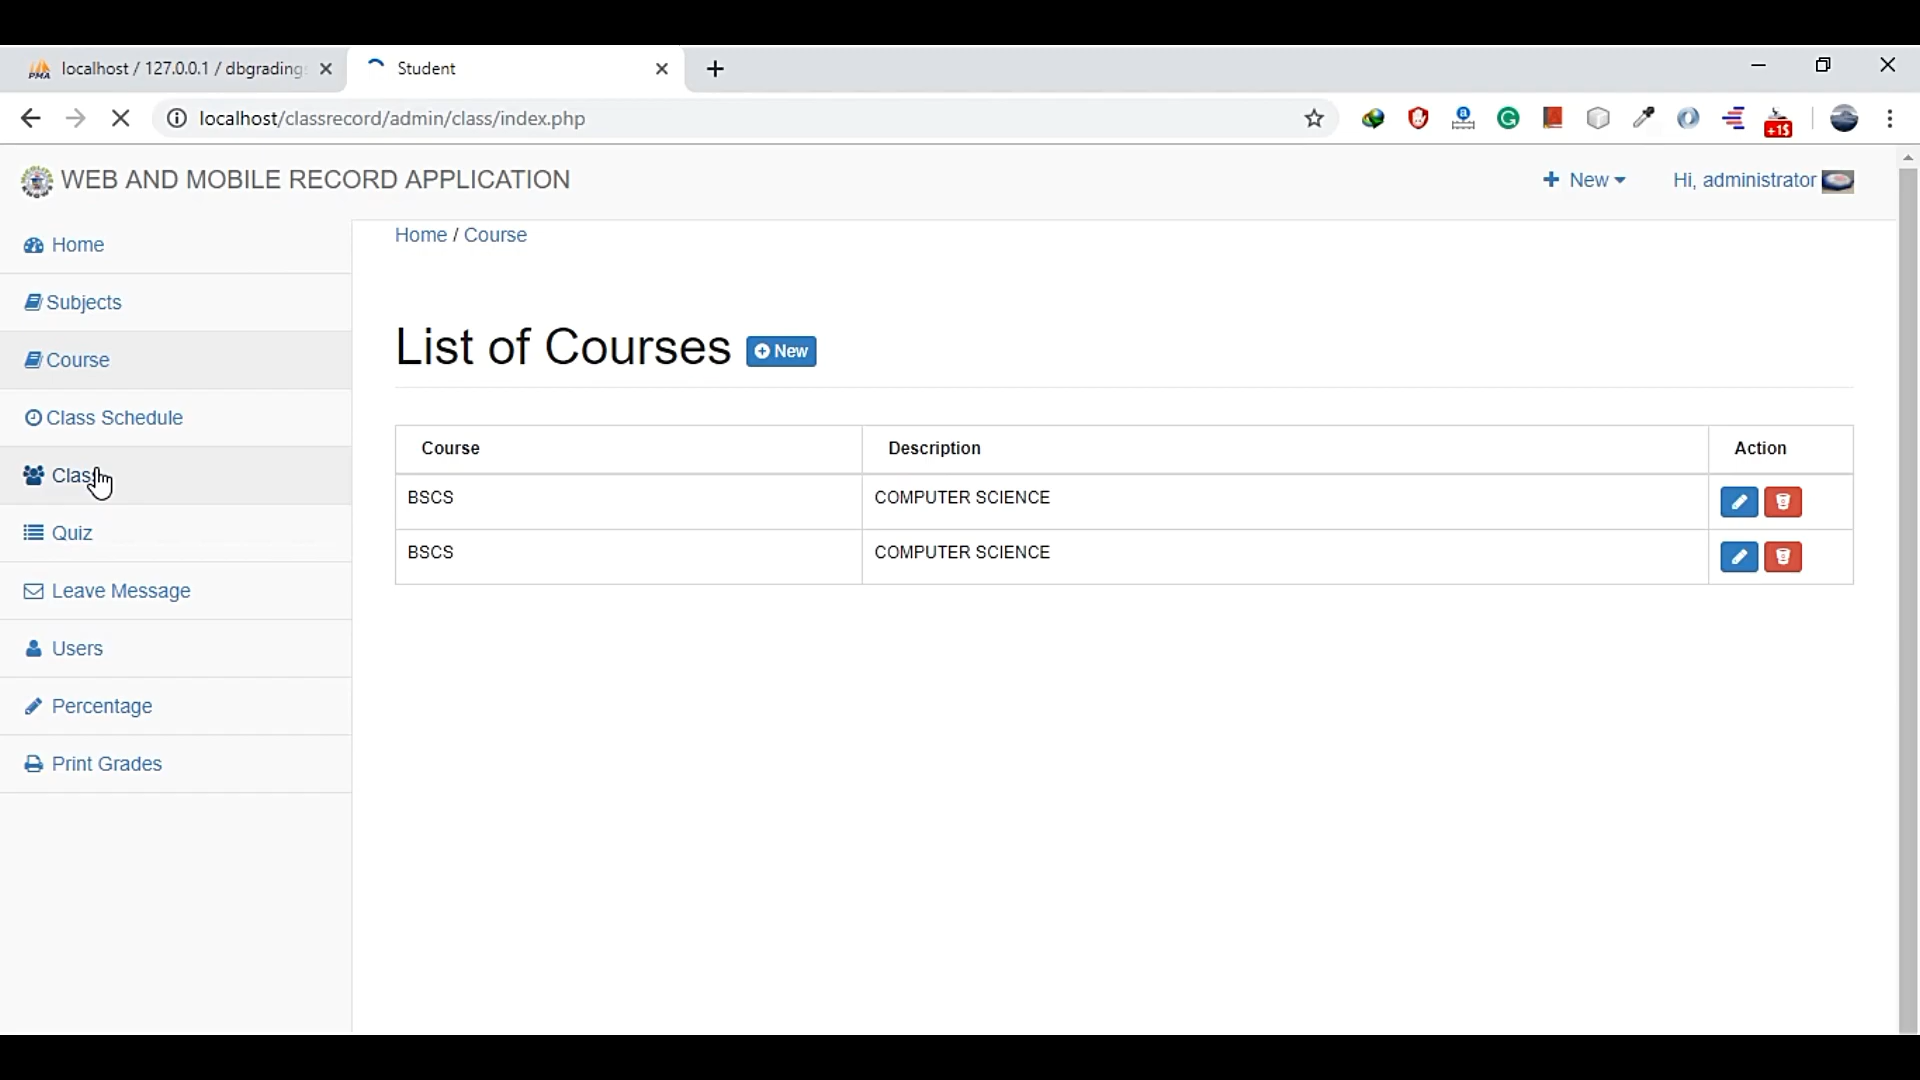 localhost / 127.0.0.1 / dbgrading
Student
localhost/classrecord/admin/class/index.php
+1$
WEB AND MOBILE RECORD APPLICATION
New
Hi, administrator
Home
Subjects
Course
Class Schedule
Quiz
Leave Message
Users
Percentage
Print Grades
Home / Course
List of Courses New
Course Description Action
BSCS COMPUTER SCIENCE
BSCS COMPUTER SCIENCE